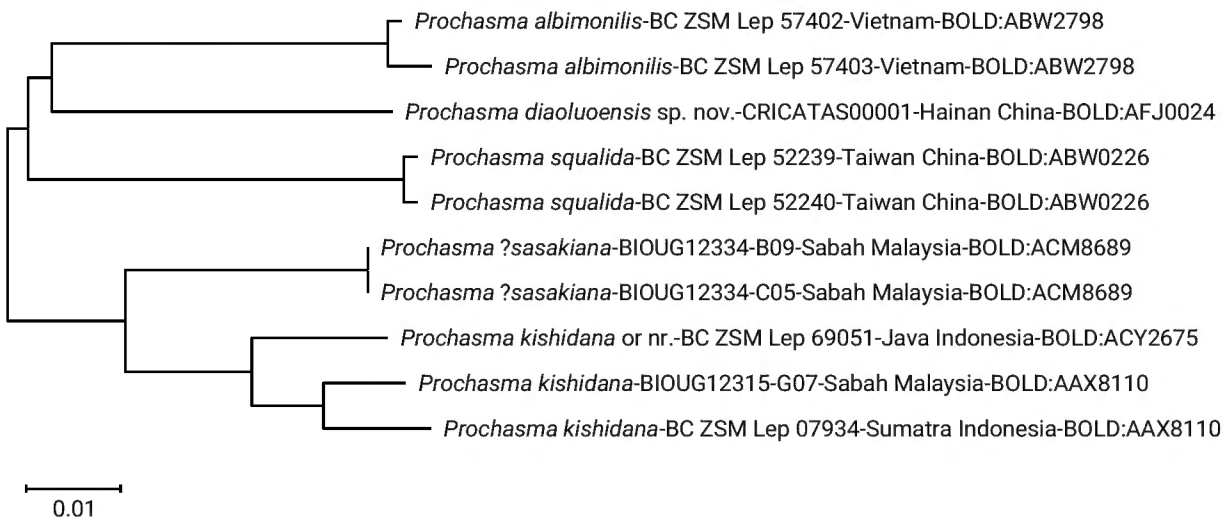 Prochasma albimonilis-BC ZSM Lep 57402-Vietnam-BOLD:ABW2798
Prochasma albimonilis-BC ZSM Lep 57403-Vietnam-BOLD:ABW2798
Prochasma diaoluoensis sp. nov.-CRICATAS00001-Hainan China-BOLD:AFJ0024
Prochasma squalida-BC ZSM Lep 52239-Taiwan China-BOLD:ABW0226
Prochasma squalida-BC ZSM Lep 52240-Taiwan China-BOLD:ABW0226
Prochasma ?sasakiana-BIOUG12334-B09-Sabah Malaysia-BOLD:ACM8689
Prochasma ?sasakiana-BIOUG12334-C05-Sabah Malaysia-BOLD:ACM8689
Prochasma kishidana or nr.-BC ZSM Lep 69051-Java Indonesia-BOLD:ACY2675
Prochasma kishidana-BIOUG12315-G07-Sabah Malaysia-BOLD:AAX8110
Prochasma kishidana-BC ZSM Lep 07934-Sumatra Indonesia-BOLD:AAX8110
0.01